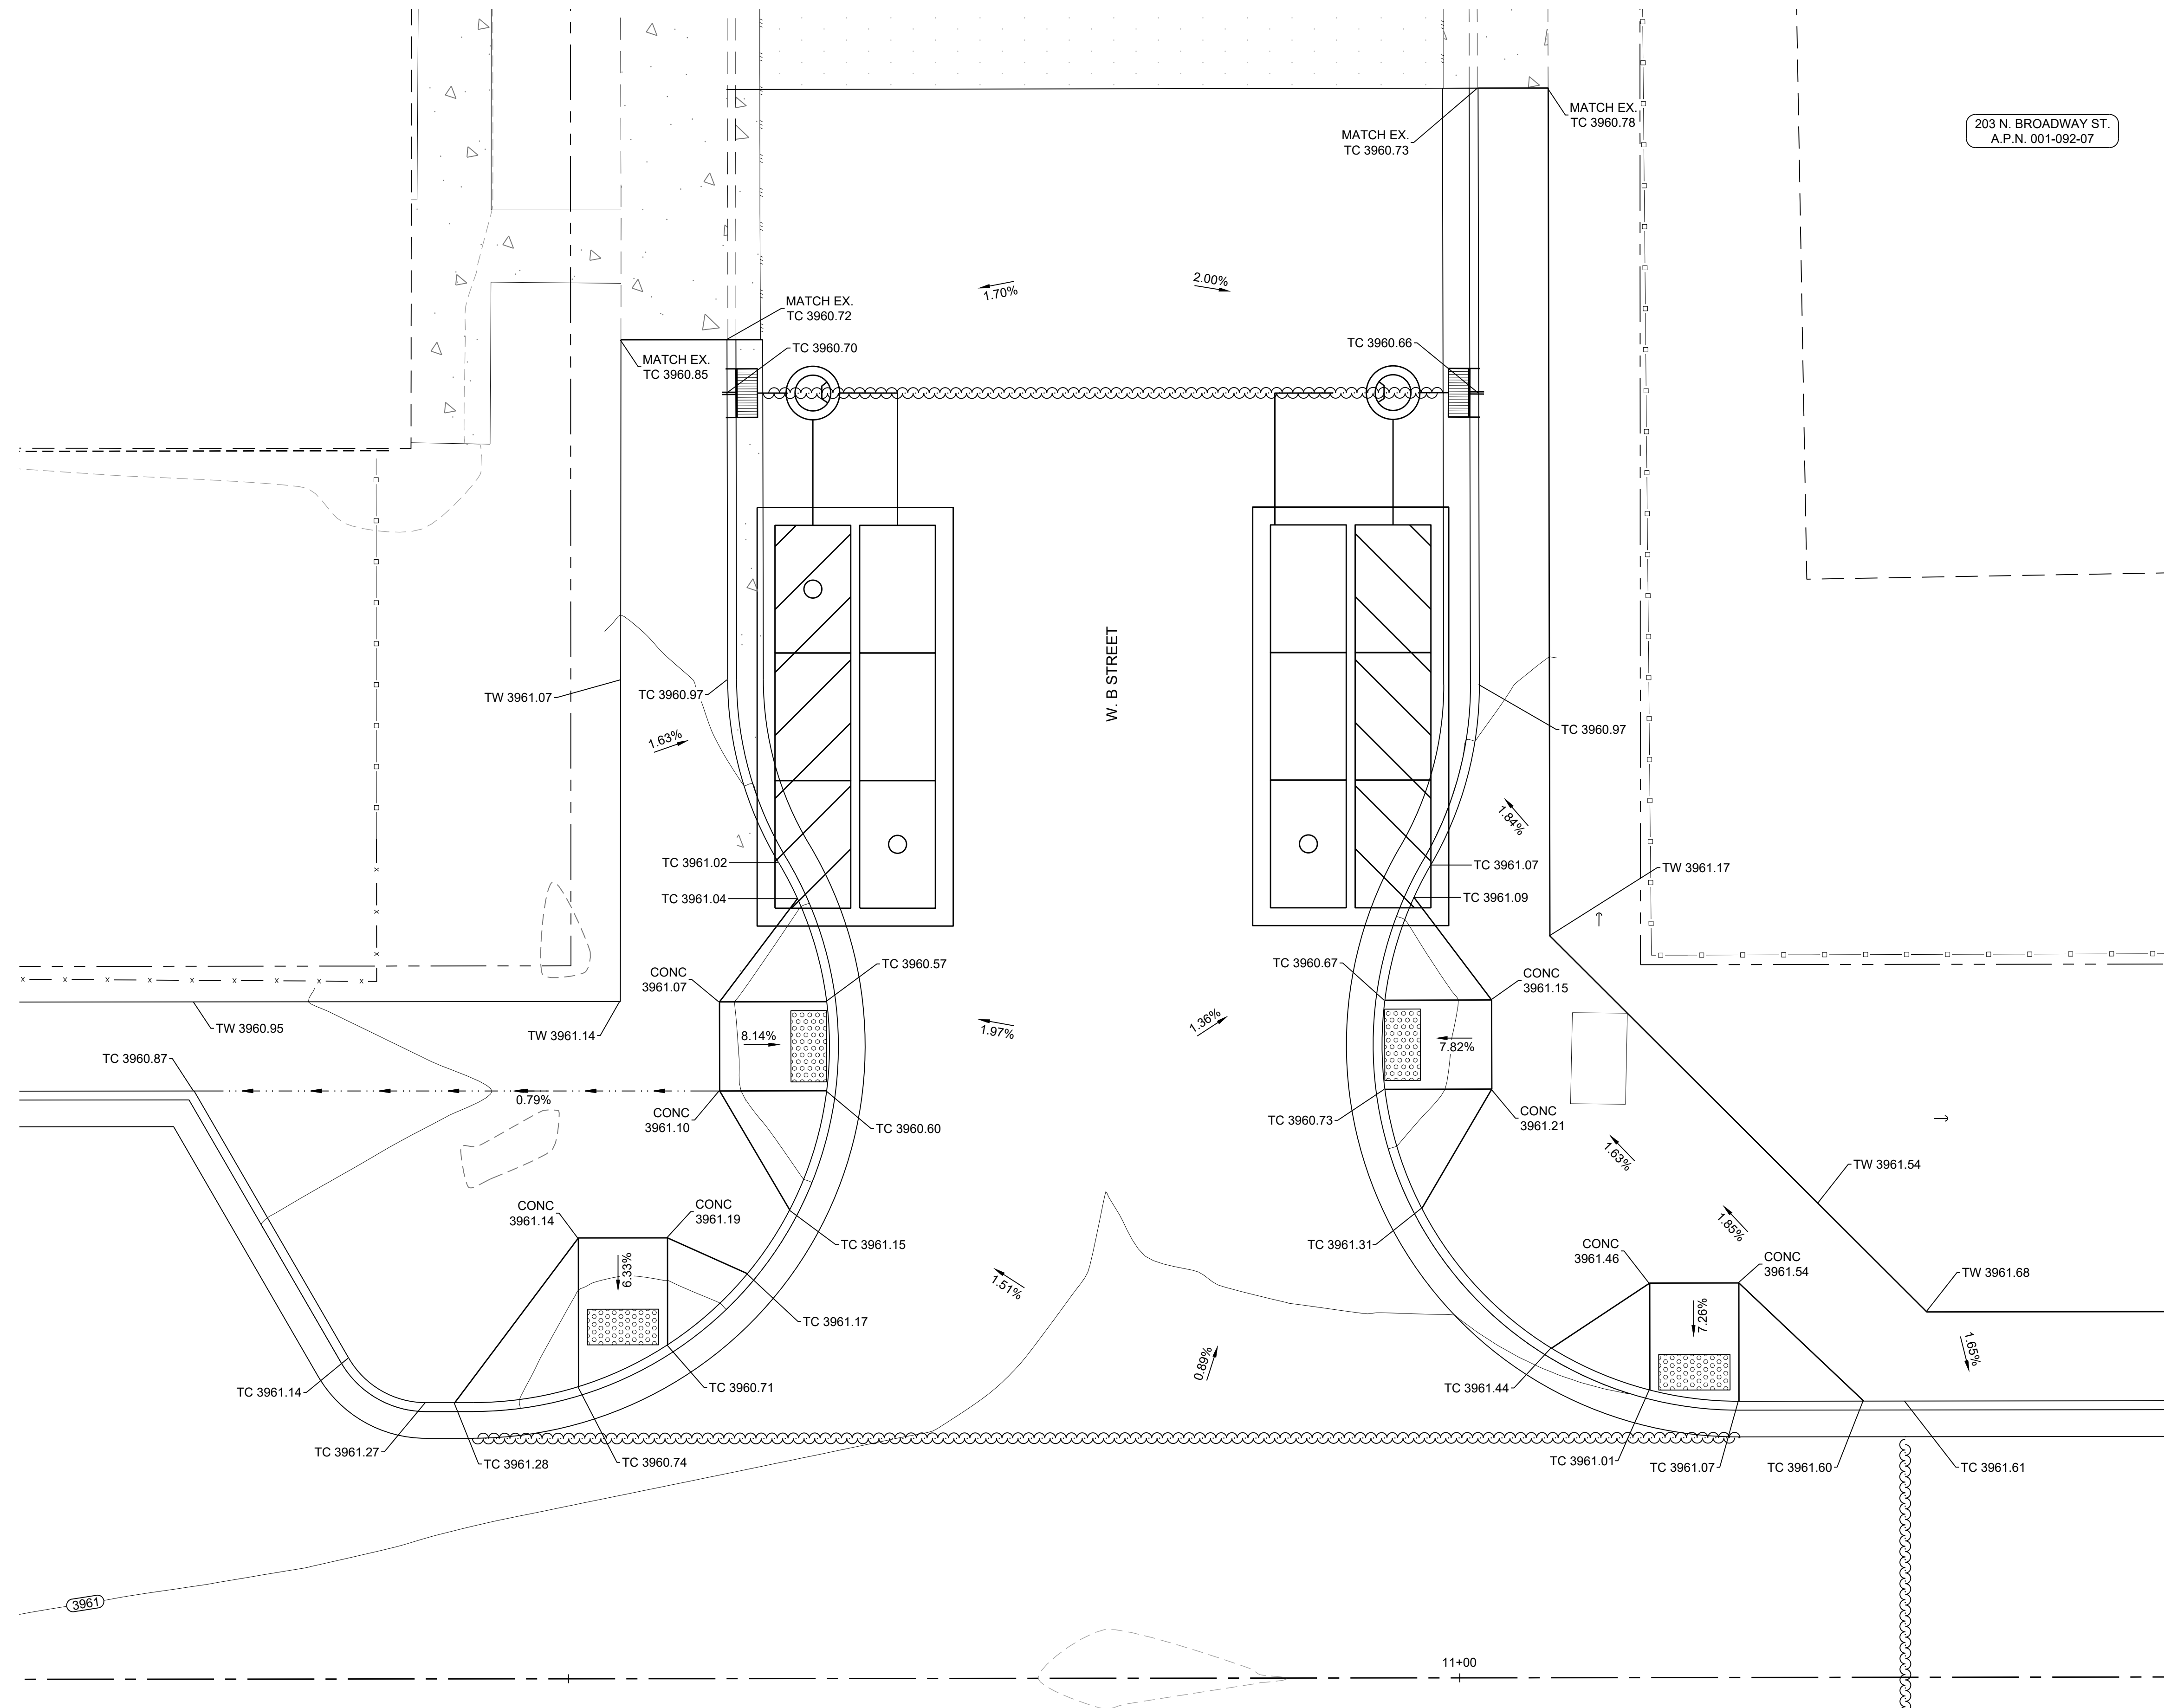 MATCH EX.
TC 3960.78
203 N. BROADWAY ST.
A.P.N. 001-092-07
MATCH EX.
TC 3960.73
2.00%
1.70%
MATCH EX.
TC 3960.72
TC 3960.70
TC 3960.66
MATCH EX.
TC 3960.85
W. B STREET
TW 3961.07
TC 3960.97
TC 3960.97
1.63%
1.84%
TC 3961.02
TC 3961.07
TW 3961.17
TC 3961.04
TC 3961.09
TC 3960.57
TC 3960.67
CONC
3961.07
CONC
3961.15
TW 3960.95
TW 3961.14
8.14%
1.97%
1.36%
7.82%
TC 3960.87
0.79%
CONC
3961.10
TC 3960.60
TC 3960.73
CONC
3961.21
1.63%
TW 3961.54
CONC
3961.14
CONC
3961.19
1.85%
TC 3961.15
TC 3961.31
CONC
3961.46
CONC
3961.54
6.33%
1.51%
TW 3961.68
TC 3961.17
7.26%
1.65%
0.89%
TC 3961.14
TC 3960.71
TC 3961.44
TC 3961.27
TC 3961.28
TC 3960.74
TC 3961.01
TC 3961.07
TC 3961.60
TC 3961.61
3961
11+00
x x x x x x x x x
x
x
x